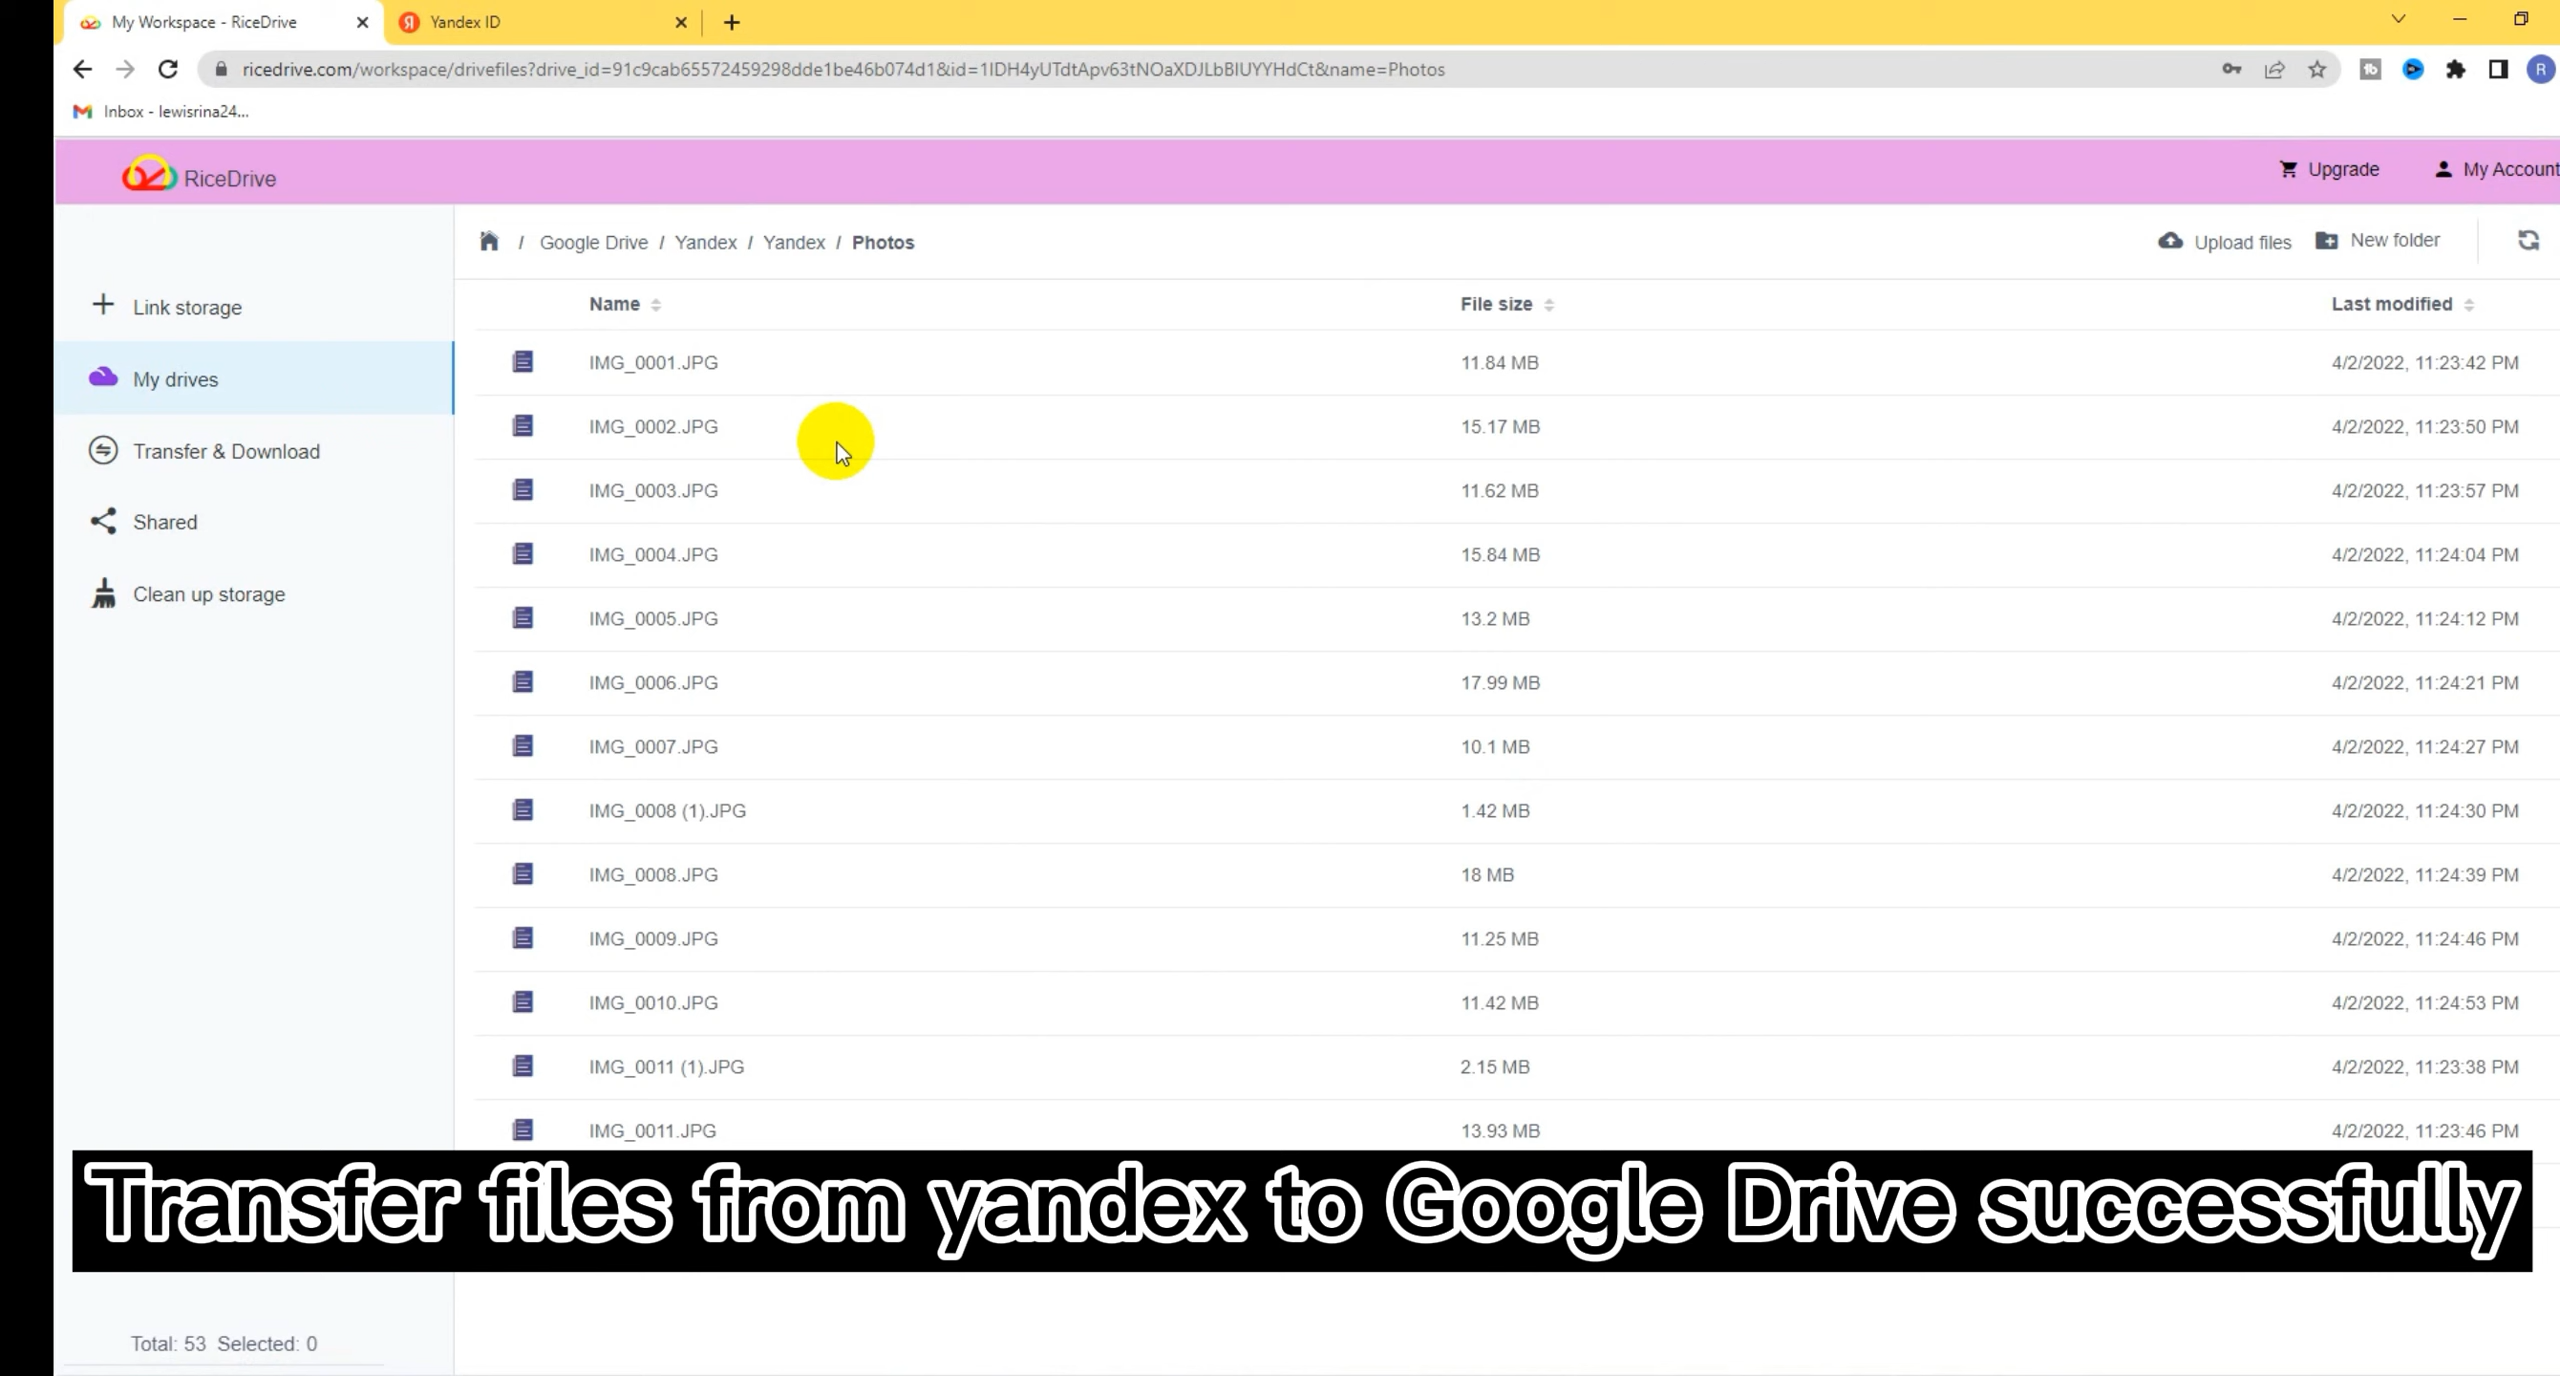 My Workspace - RiceDrive
Yandex ID
ricedrive.com/workspace/drivefiles?drive_id=91c9cab65572459298dde1be46b074d1&id=1IDH4yUTdtApv63tNOaXDJLbBIUYYHdCt&name=Photos
R
Inbox - lewisrina24...
RiceDrive
Upgrade
My Account
/ Google Drive / Yandex / Yandex / Photos
Upload files
New folder
Link storage
My drives
Transfer & Download
Shared
Clean up storage
Name File size Last modified
IMG_0001.JPG 11.84 MB 4/2/2022, 11:23:42 PM
IMG_0002.JPG 15.17 MB 4/2/2022, 11:23:50 PM
IMG_0003.JPG 11.62 MB 4/2/2022, 11:23:57 PM
IMG_0004.JPG 15.84 MB 4/2/2022, 11:24:04 PM
IMG_0005.JPG 13.2 MB 4/2/2022, 11:24:12 PM
IMG_0006.JPG 17.99 MB 4/2/2022, 11:24:21 PM
IMG_0007.JPG 10.1 MB 4/2/2022, 11:24:27 PM
IMG_0008 (1).JPG 1.42 MB 4/2/2022, 11:24:30 PM
IMG_0008.JPG 18 MB 4/2/2022, 11:24:39 PM
IMG_0009.JPG 11.25 MB 4/2/2022, 11:24:46 PM
IMG_0010.JPG 11.42 MB 4/2/2022, 11:24:53 PM
IMG_0011 (1).JPG 2.15 MB 4/2/2022, 11:23:38 PM
IMG_0011.JPG 13.93 MB 4/2/2022, 11:23:46 PM
Transfer files from yandex to Google Drive successfully
Total: 53 Selected: 0